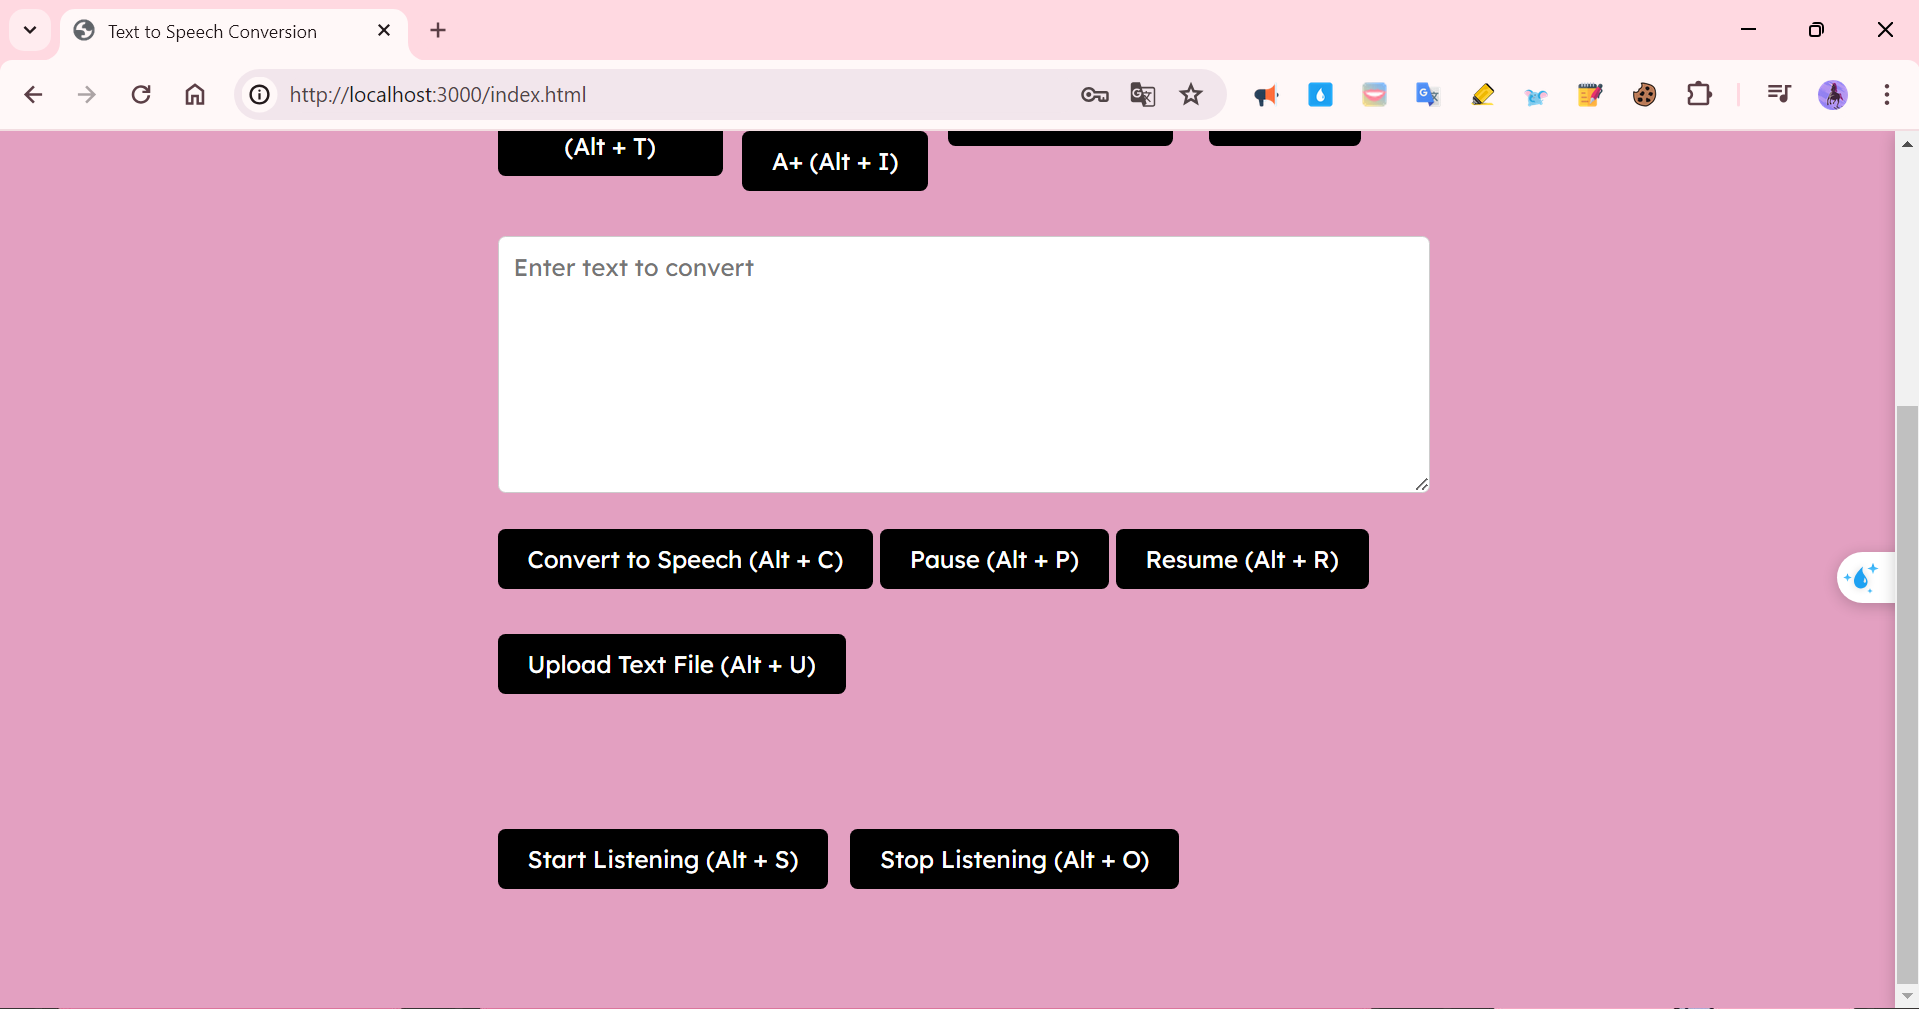 Text to Speech Conversion
http://localhost:3000/index.html
(Alt + T)
A+ (Alt + I)
Enter text to convert
Convert to Speech (Alt + C)
Pause (Alt + P)
Resume (Alt + R)
Upload Text File (Alt + U)
Start Listening (Alt + S)
Stop Listening (Alt + O)